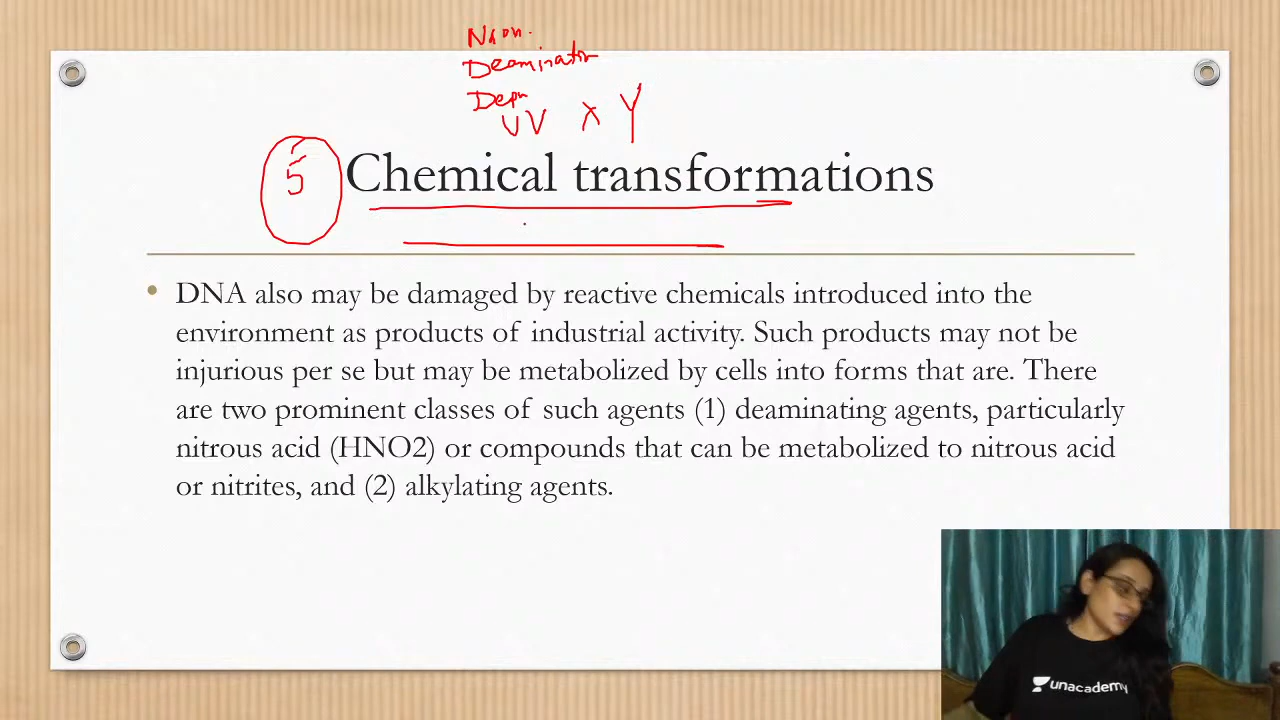 Deamination
Depu
UV X Y
5 Chemical transformations
• DNA also may be damaged by reactive chemicals introduced into the
environment as products of industrial activity. Such products may not be
injurious per se but may be metabolized by cells into forms that are. There
are two prominent classes of such agents (1) deaminating agents, particularly
nitrous acid (HNO2) or compounds that can be metabolized to nitrous acid
or nitrites, and (2) alkylating agents.
unacademy